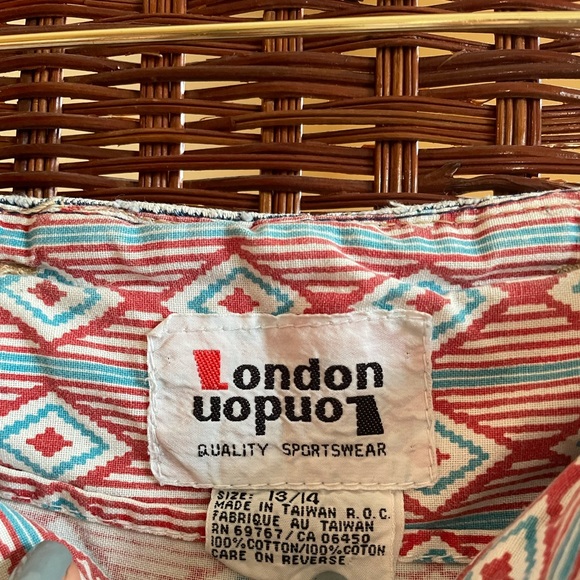 London
London
QUALITY SPORTSWEAR
SIZE: 13/14
MADE IN TAIWAN R.O.C.
FABRIQUE AU TAIWAN
RN 69767/CA 06450
100%COTTON/100%COTON
CARE ON REVERSE